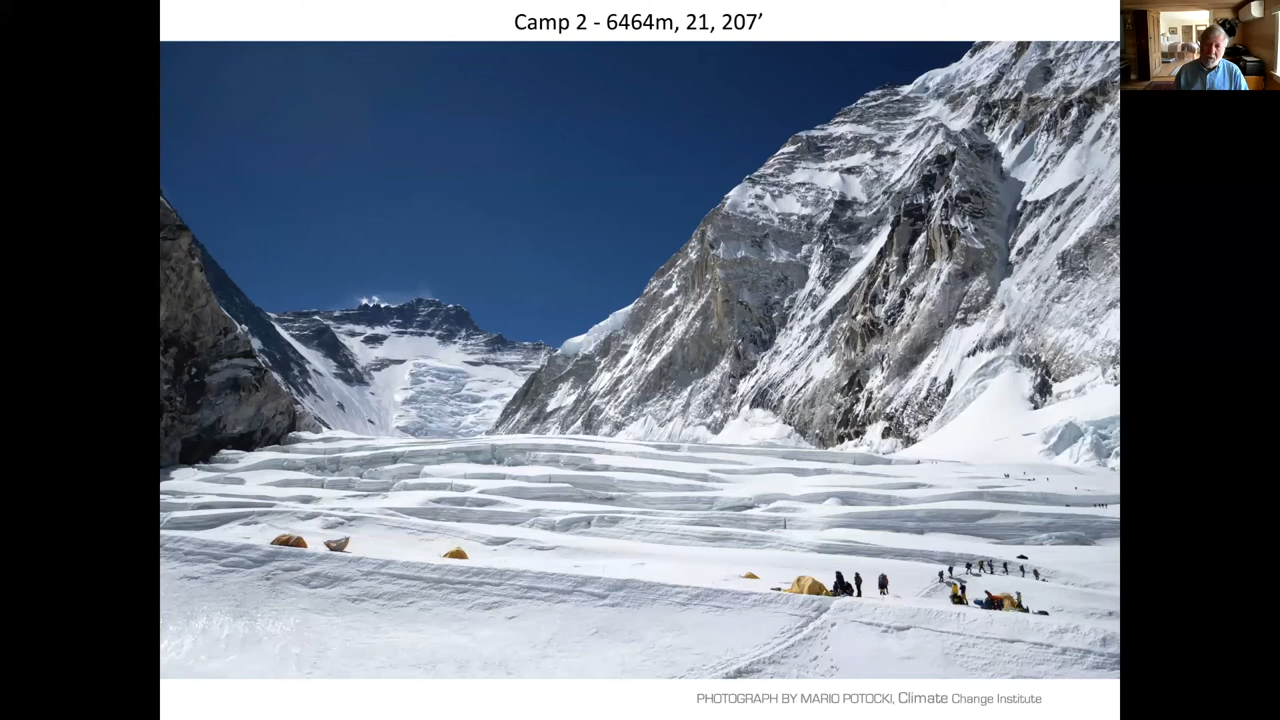 Camp 2 - 6464m, 21, 207’
PHOTOGRAPH BY MARIO POTOCKI, Climate Change Institute